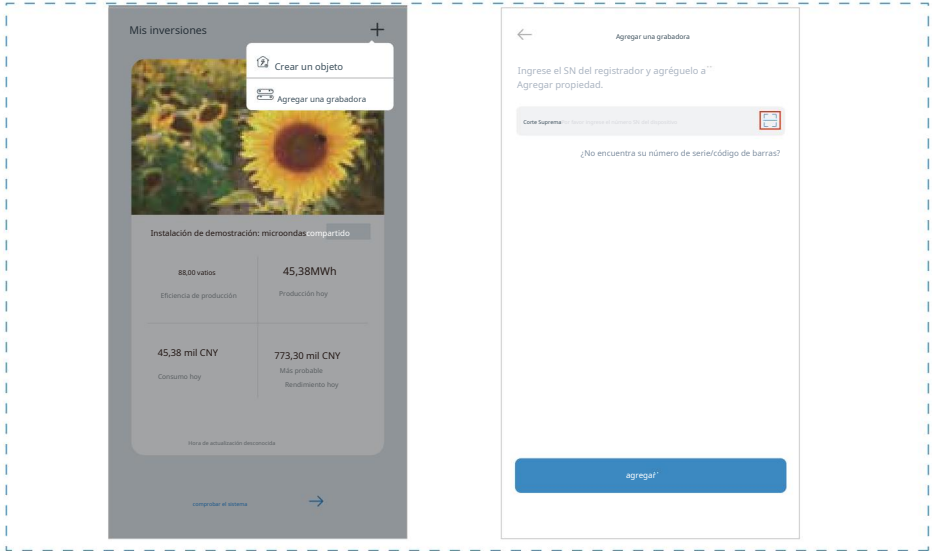 Mis inversiones
Crear un objeto
Agregar una grabadora
Instalación de demostración: microondas compartido
88,00 vatios
Eficiencia de producción
45,38MWh
Producción hoy
45,38 mil CNY
Consumo hoy
773,30 mil CNY
Más probable
Rendimiento hoy
Hora de actualización desconocida
comprobar el sistema
Agregar una grabadora
Ingrese el SN del registrador y agréguelo a
Agregar propiedad.
Corte Suprema
¿No encuentra su número de serie/código de barras?
agregar